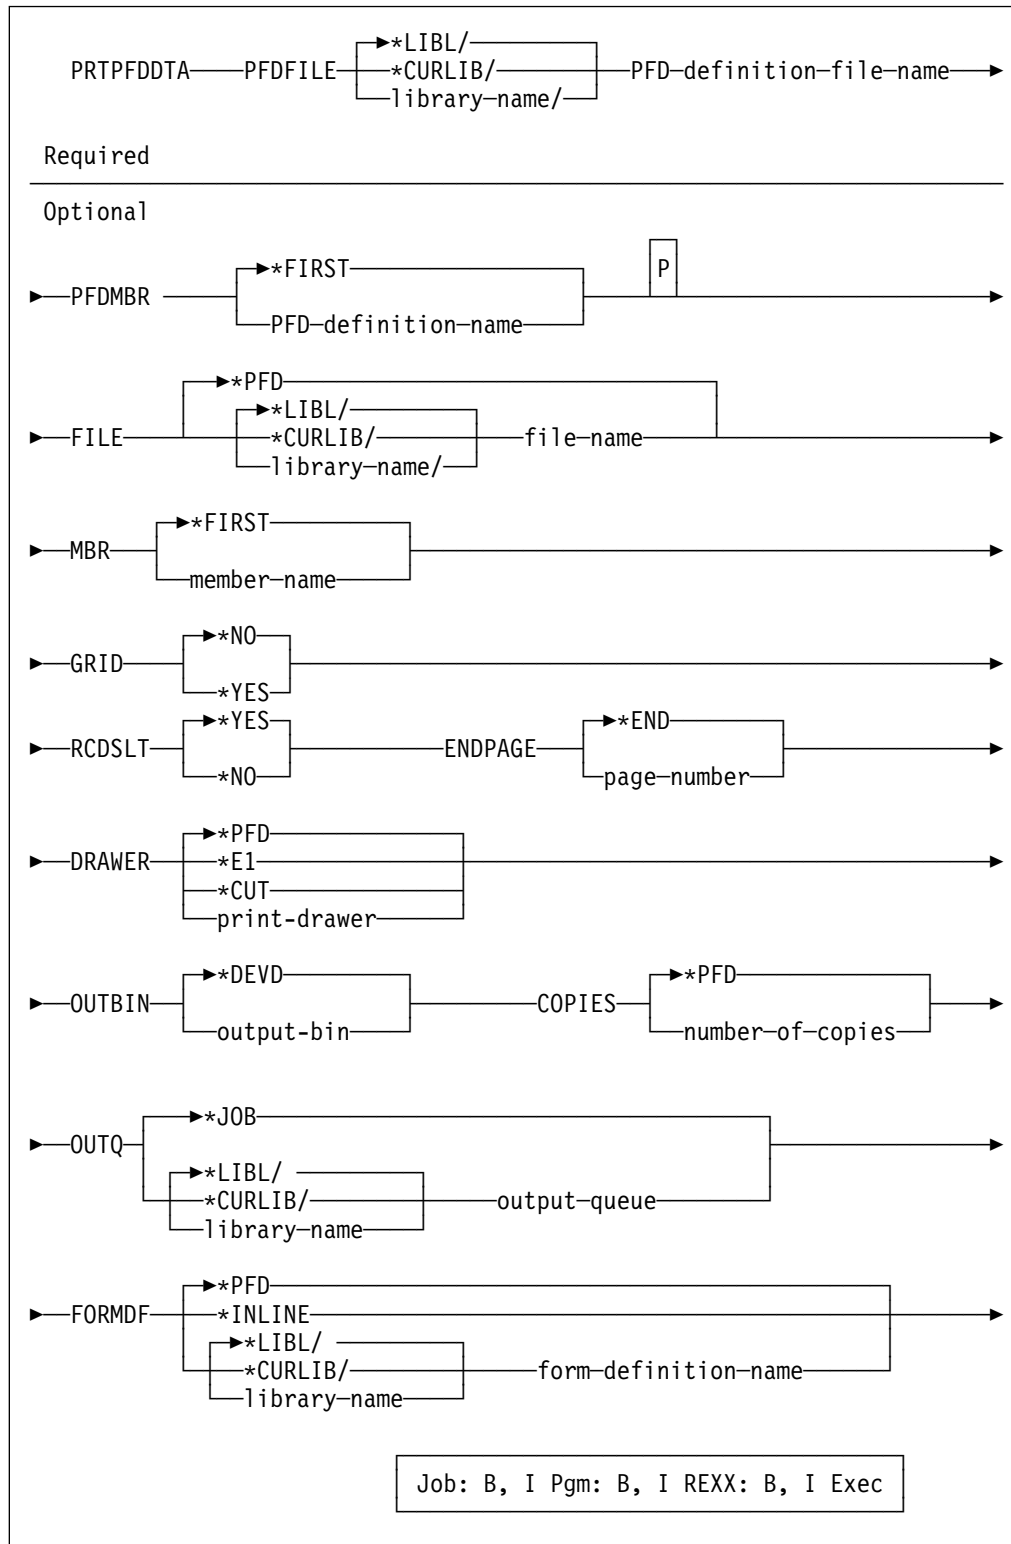 *LIBL/
PRTPFDDTA PFDFILE *CURLIB/ PFD-definition-file-name
library-name/
Required
Optional
*FIRST P
PFDMBR
PFD-definition-name
*PFD
*LIBL/
FILE *CURLIB/ file-name
library-name/
*FIRST
MBR
member-name
*NO
GRID
*YES
*YES *END
RCDSLT ENDPAGE
*NO page-number
*PFD
DRAWER *E1
*CUT
print-drawer
*DEVD *PFD
OUTBIN COPIES
output-bin number-of-copies
*JOB
OUTQ
*LIBL/
*CURLIB/ output-queue
library-name
*PFD
FORMDF *INLINE
*LIBL/
*CURLIB/ form-definition-name
library-name
Job: B, I Pgm: B, I REXX: B, I Exec